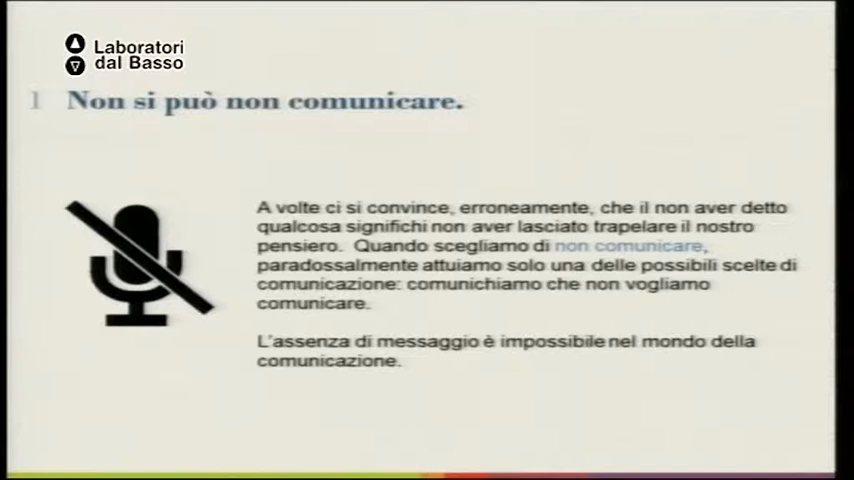 Laboratori
dal Basso
1 Non si può non comunicare.
A volte ci si convince, erroneamente, che il non aver detto
qualcosa significhi non aver lasciato trapelare il nostro
pensiero. Quando scegliamo di non comunicare,
paradossalmente attuiamo solo una delle possibili scelte di
comunicazione: comunichiamo che non vogliamo
comunicare.
L'assenza di messaggio è impossibile nel mondo della
comunicazione.